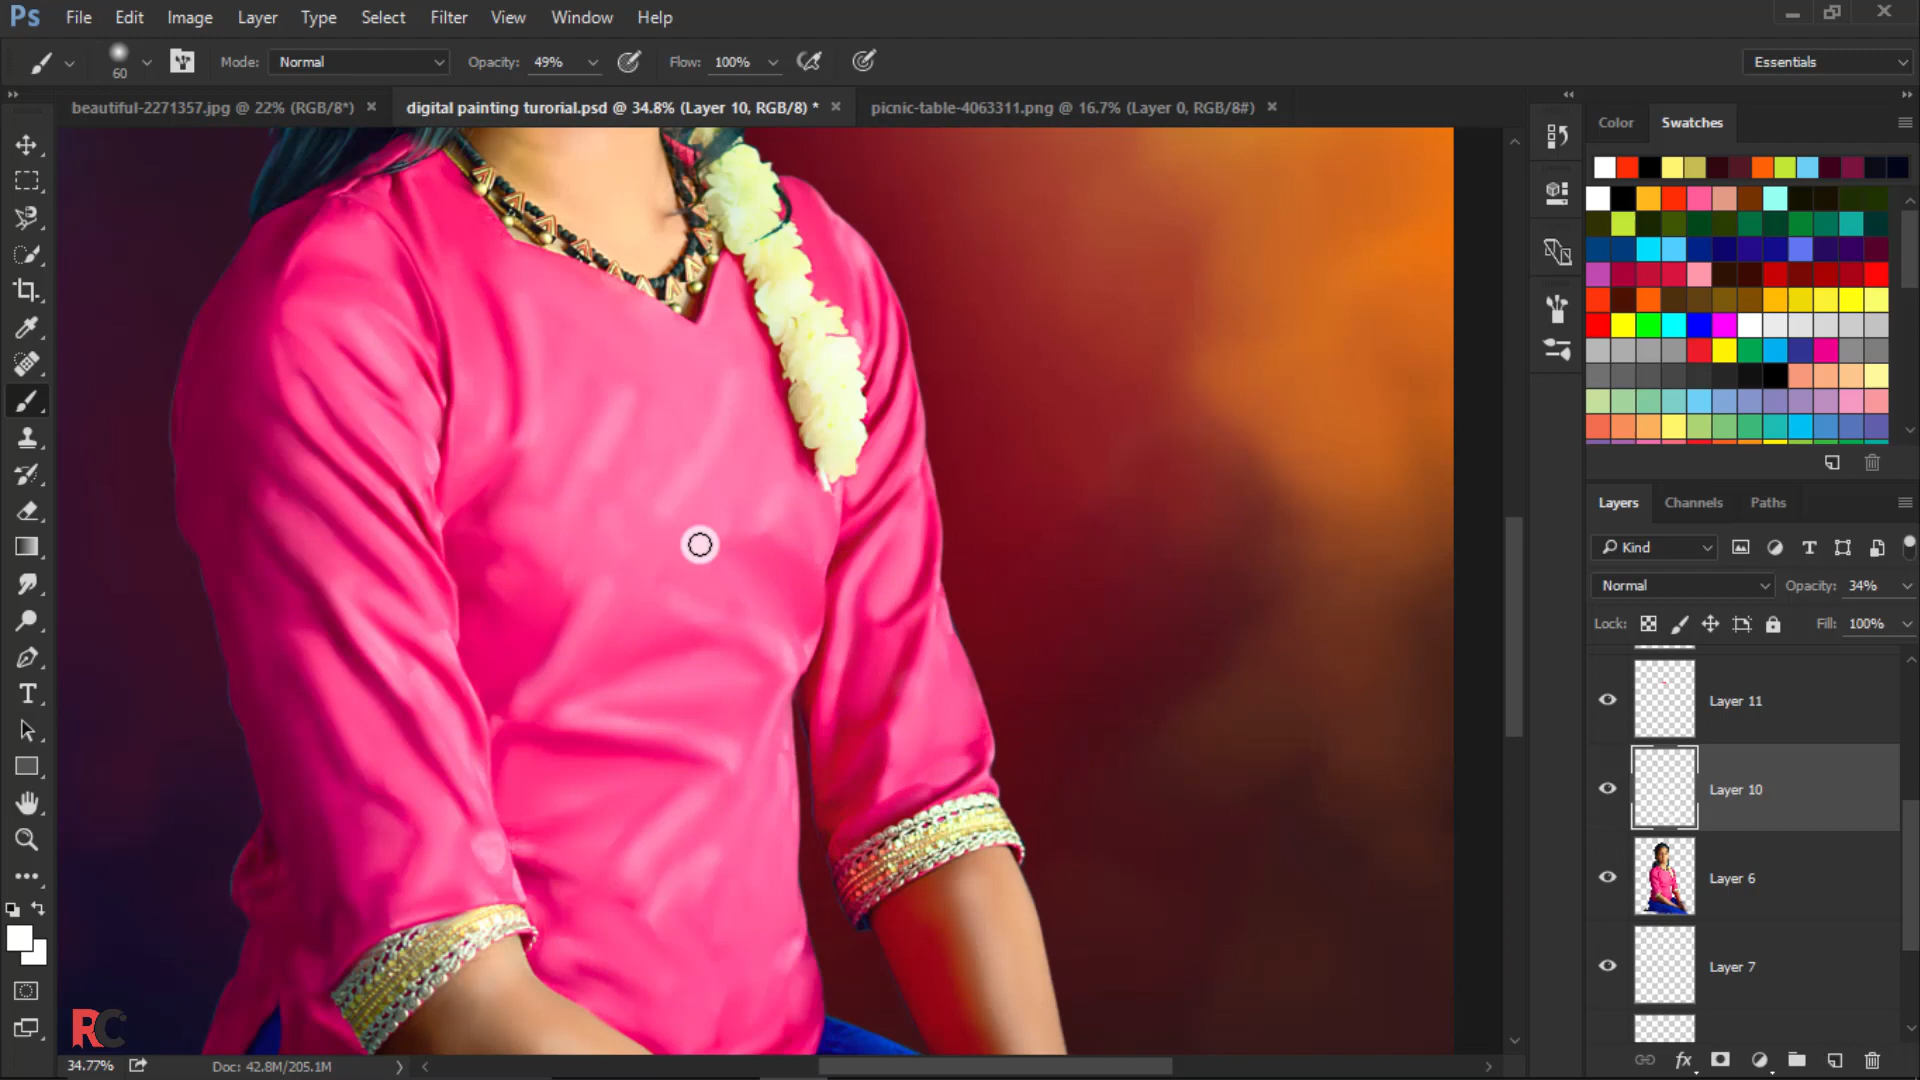 Ps File Edit Image Layer Type Select Filter View Window Help
60 Mode: Normal Opacity: 49% Flow: 100% Essentials
beautiful-2271357.jpg @ 22% (RGB/8*) × digital painting turorial.psd @ 34.8% (Layer 10, RGB/8) * × picnic-table-4063311.png @ 16.7% (Layer 0, RGB/8#) ×
Color Swatches
Layers Channels Paths
Kind
Normal Opacity: 34%
Lock: Fill: 100%
Layer 11
Layer 10
Layer 6
Layer 7
RC
34.77% Doc: 42.8M/205.1M
fx